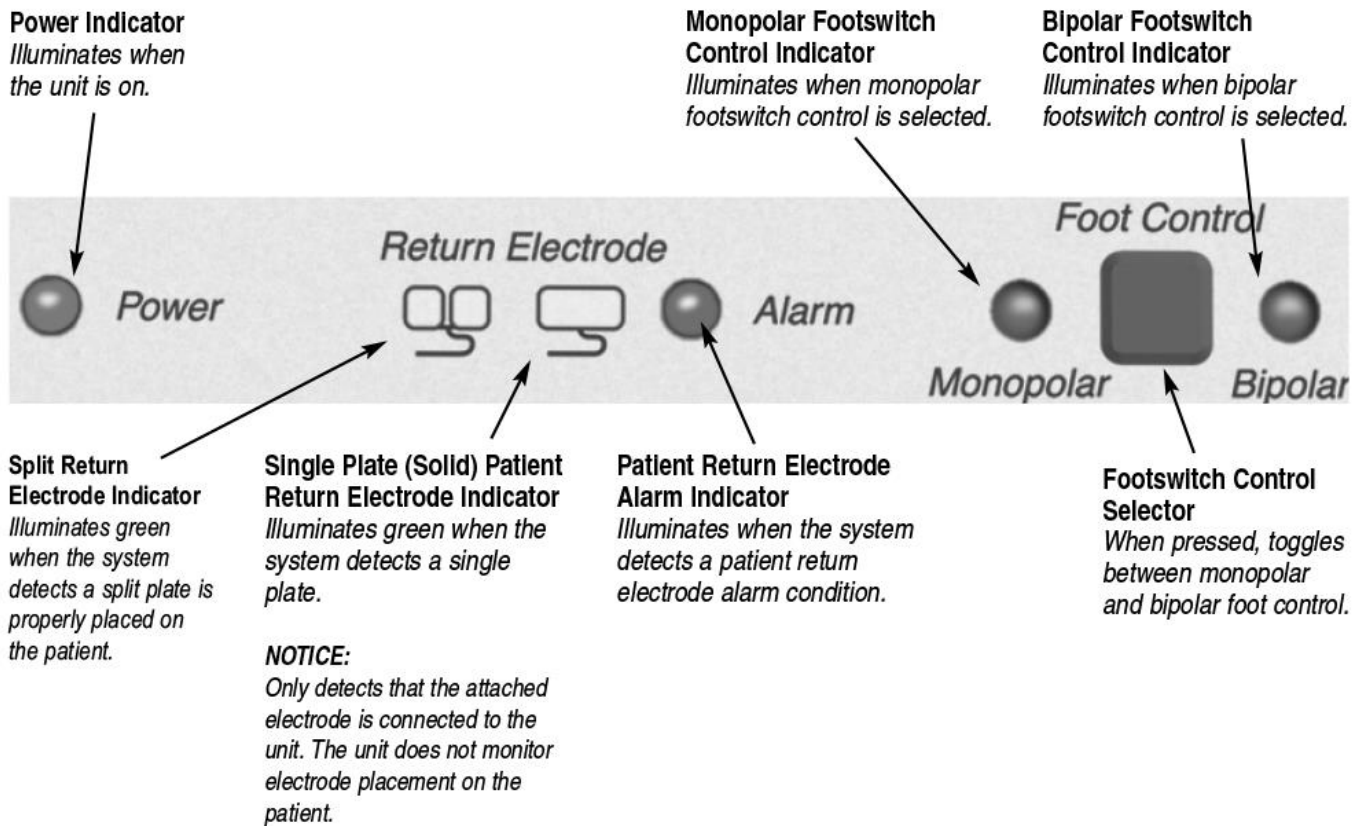 Power Indicator
Illuminates when
the unit is on.
Monopolar Footswitch
Control Indicator
Illuminates when monopolar
footswitch control is selected.
Bipolar Footswitch
Control Indicator
Illuminates when bipolar
footswitch control is selected.
Power
Return Electrode
Alarm
Foot Control
Monopolar
Bipolar
Split Return
Electrode Indicator
Illuminates green
when the system
detects a split plate is
properly placed on
the patient.
Single Plate (Solid) Patient
Return Electrode Indicator
Illuminates green when the
system detects a single
plate.
NOTICE:
Only detects that the attached
electrode is connected to the
unit. The unit does not monitor
electrode placement on the
patient.
Patient Return Electrode
Alarm Indicator
Illuminates when the system
detects a patient return
electrode alarm condition.
Footswitch Control
Selector
When pressed, toggles
between monopolar
and bipolar foot control.